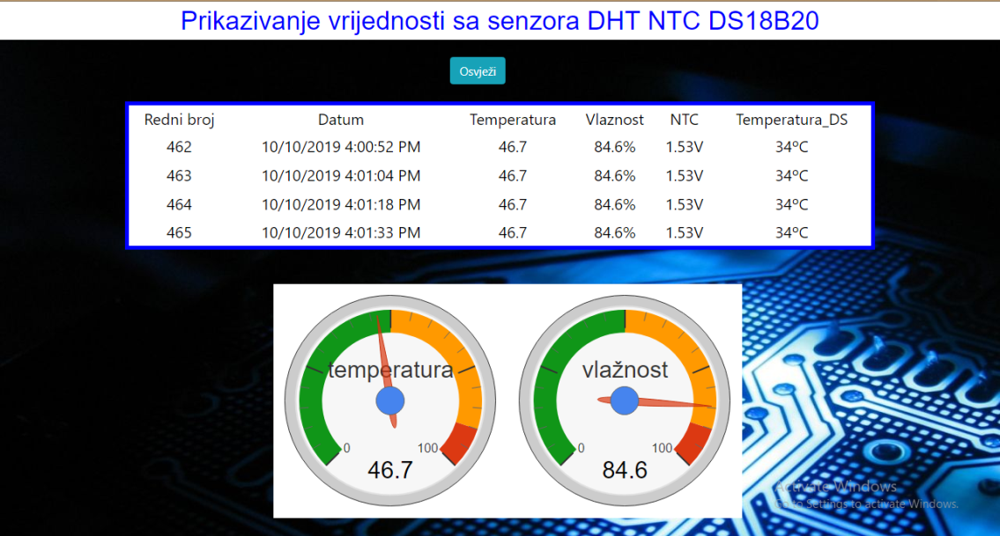 Prikazivanje vrijednosti sa senzora DHT NTC DS18B20
Osvježi
Redni broj Datum Temperatura Vlaznost NTC Temperatura_DS
462 10/10/2019 4:00:52 PM 46.7 84.6% 1.53V 34ºC
463 10/10/2019 4:01:04 PM 46.7 84.6% 1.53V 34ºC
464 10/10/2019 4:01:18 PM 46.7 84.6% 1.53V 34ºC
465 10/10/2019 4:01:33 PM 46.7 84.6% 1.53V 34ºC
temperatura vlažnost
0 100 0 100
46.7 84.6
Activate Windows
Go to Settings to activate Windows.